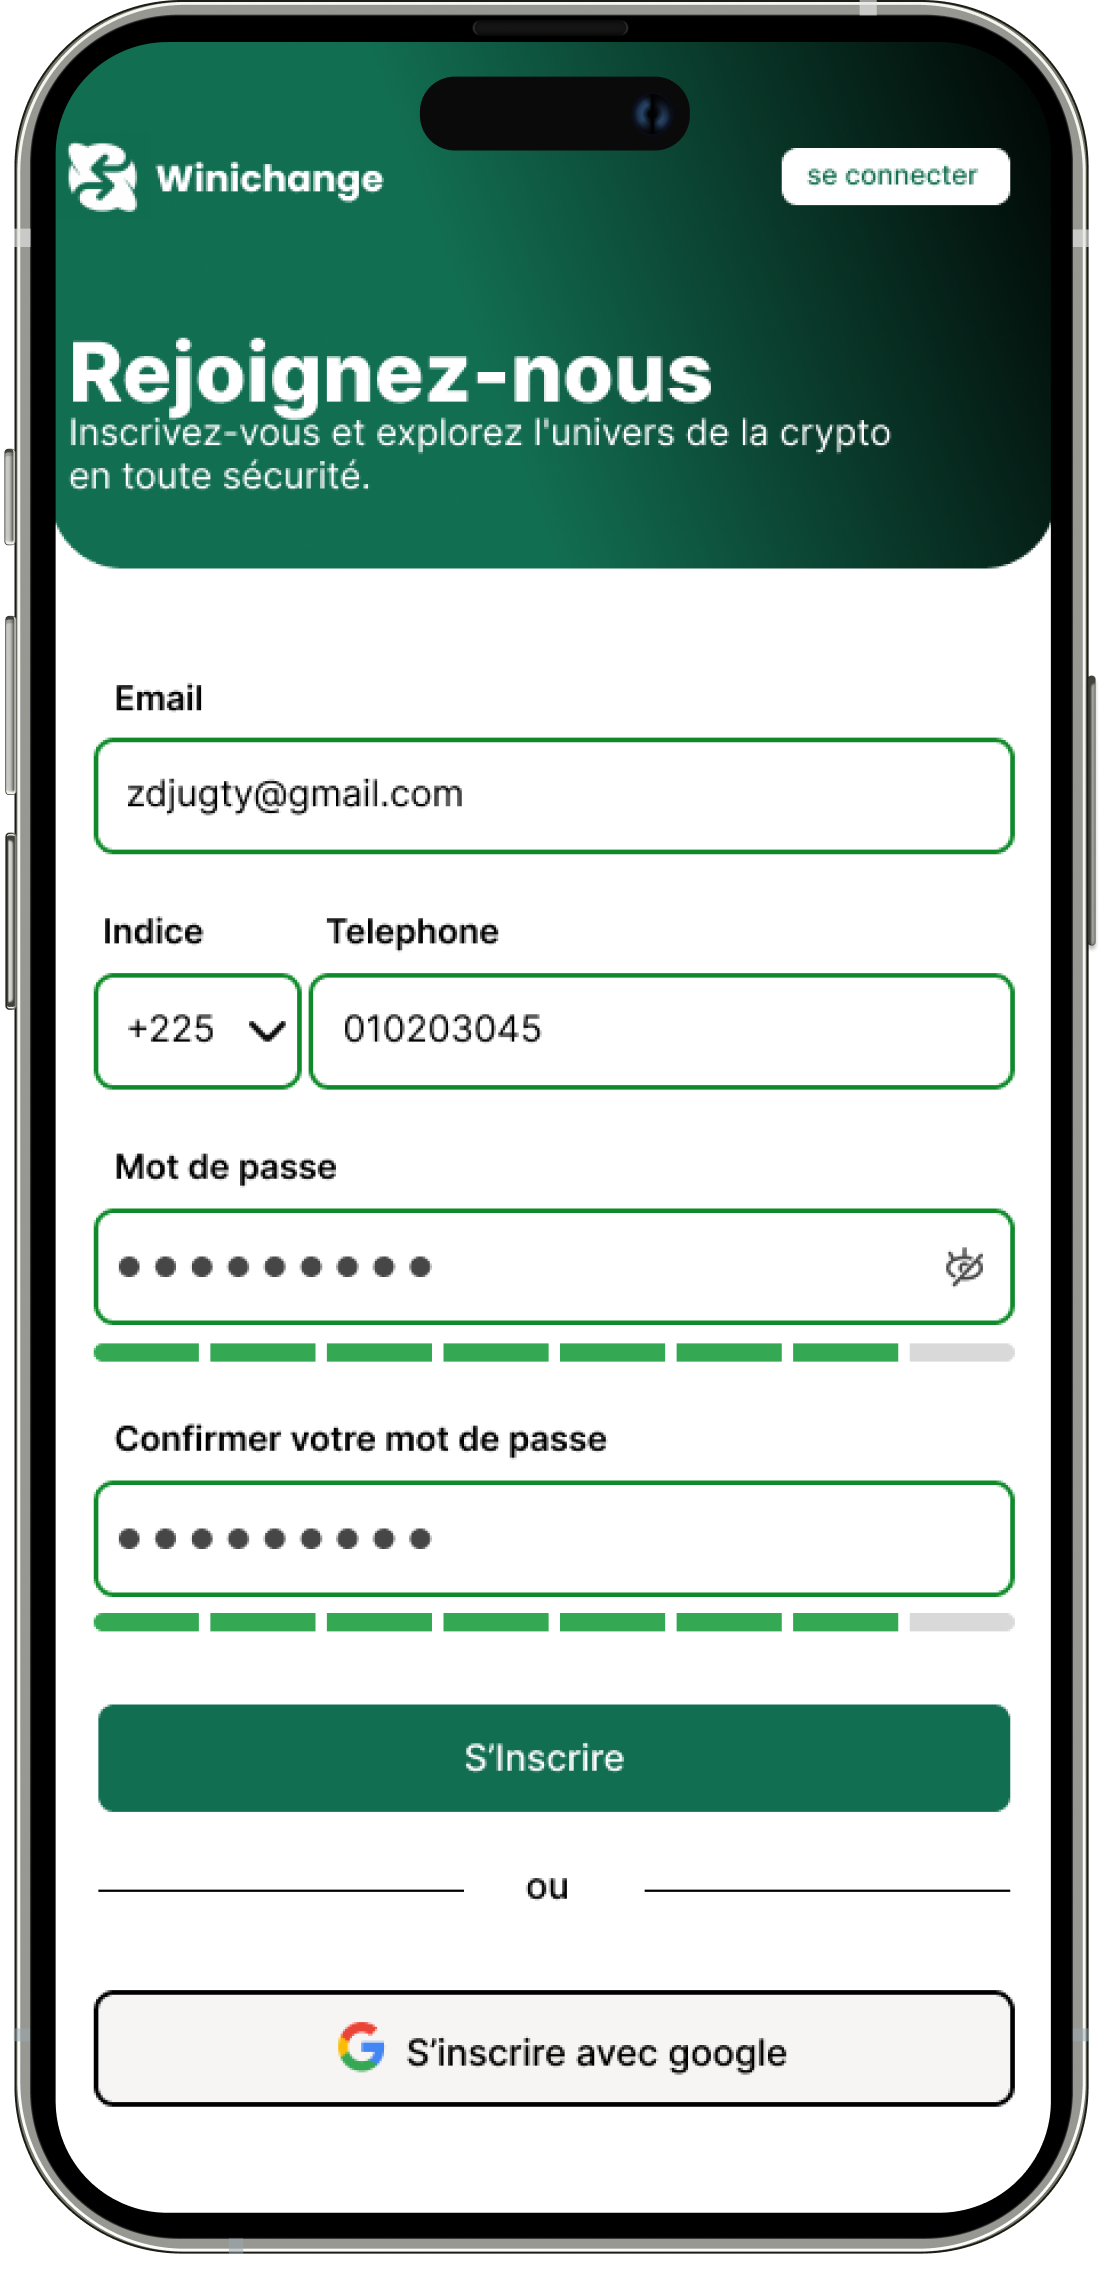 Winichange
se connecter
Rejoignez-nous
Inscrivez-vous et explorez l'univers de la crypto
en toute sécurité.
Email
zdjugty@gmail.com
Indice Telephone
+225 010203045
Mot de passe
Confirmer votre mot de passe
S’Inscrire
ou
S’inscrire avec google